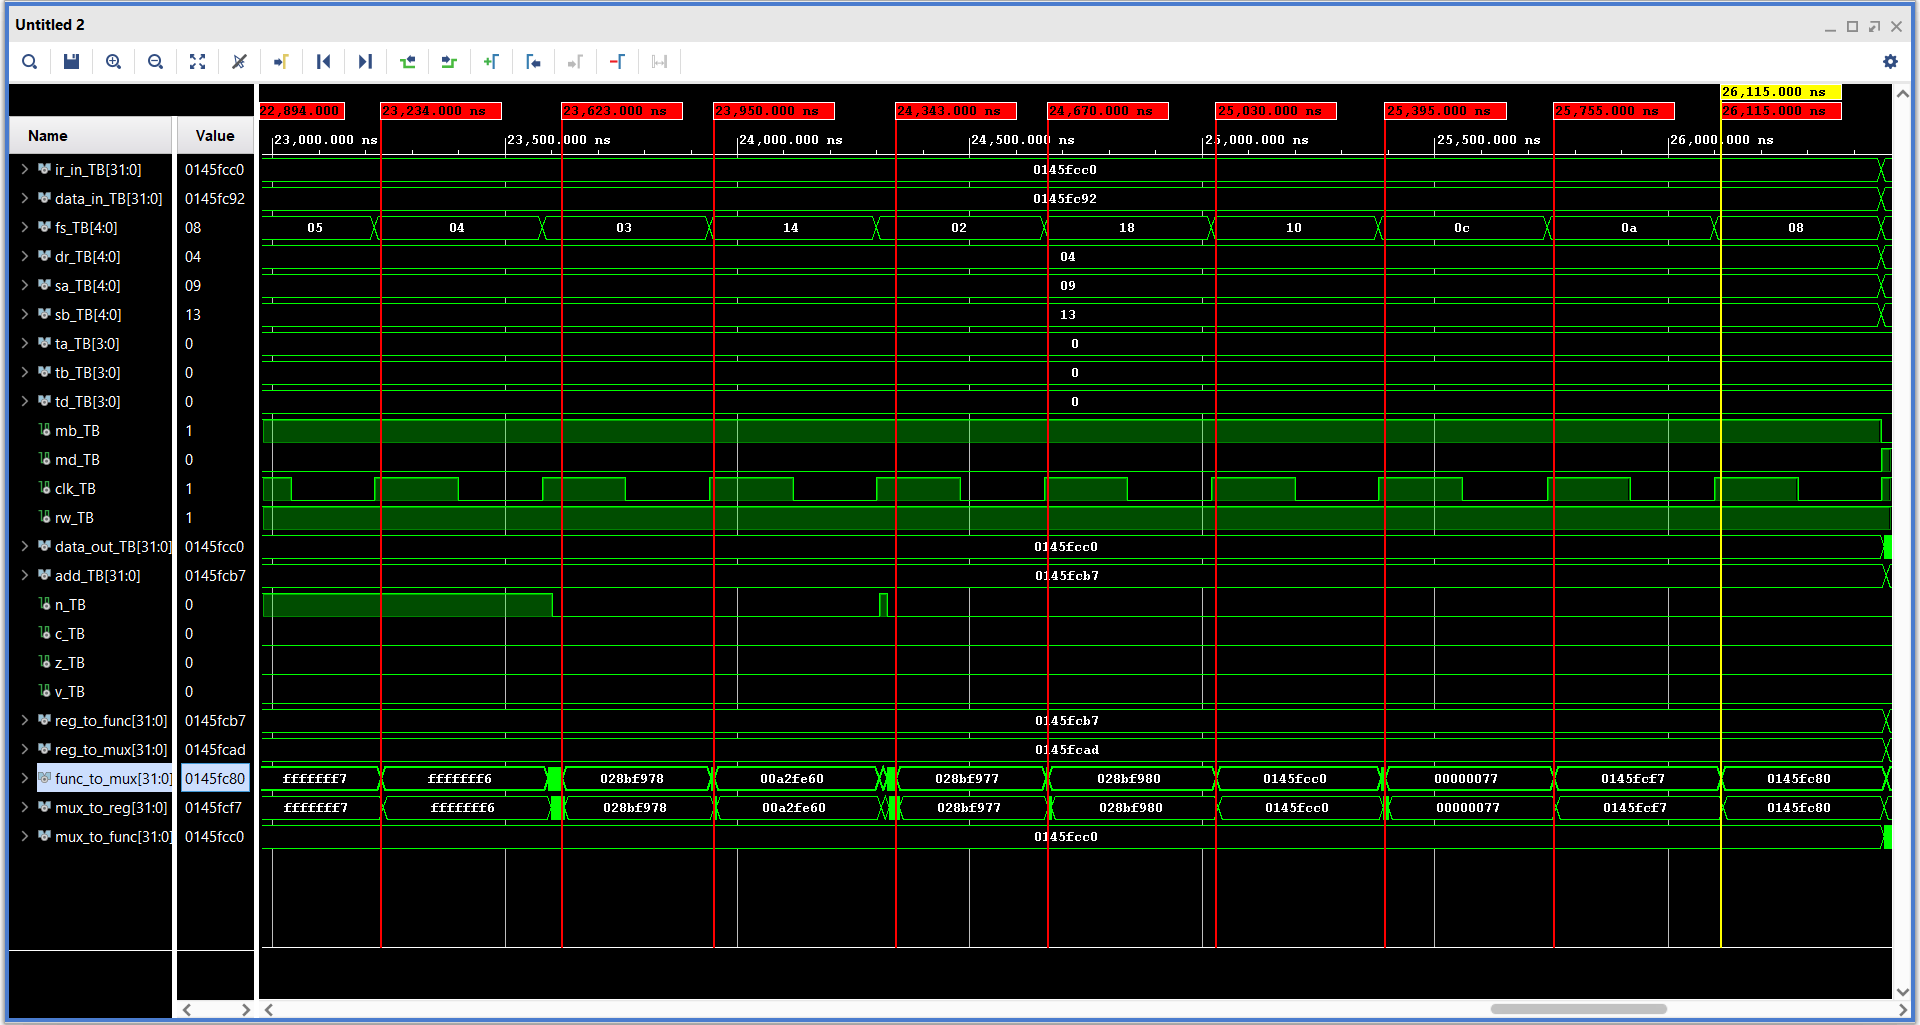 Untitled 2
26,115.000 ns
22,894.000 23,234.000 ns 23,623.000 ns 23,950.000 ns 24,343.000 ns 24,670.000 ns 25,030.000 ns 25,395.000 ns 25,755.000 ns 26,115.000 ns
Name Value
23,000.000 ns 23,500.000 ns 24,000.000 ns 24,500.000 ns 25,000.000 ns 25,500.000 ns 26,000.000 ns
ir_in_TB[31:0] 0145fcc0 0145fcc0
data_in_TB[31:0] 0145fc92 0145fc92
fs_TB[4:0] 08 05 04 03 14 02 18 10 0c 0a 08
dr_TB[4:0] 04 04
sa_TB[4:0] 09 09
sb_TB[4:0] 13 13
ta_TB[3:0] 0 0
tb_TB[3:0] 0 0
td_TB[3:0] 0 0
mb_TB 1
md_TB 0
clk_TB 1
rw_TB 1
data_out_TB[31:0] 0145fcc0 0145fcc0
add_TB[31:0] 0145fcb7 0145fcb7
n_TB 0
c_TB 0
z_TB 0
v_TB 0
reg_to_func[31:0] 0145fcb7 0145fcb7
reg_to_mux[31:0] 0145fcad 0145fcad
func_to_mux[31:0] 0145fc80 fffffff7 fffffff6 028bf978 00a2fe60 028bf977 028bf980 0145fcc0 00000077 0145fcf7 0145fc80
mux_to_reg[31:0] 0145fcf7 fffffff7 fffffff6 028bf978 00a2fe60 028bf977 028bf980 0145fcc0 00000077 0145fcf7 0145fc80
mux_to_func[31:0] 0145fcc0 0145fcc0